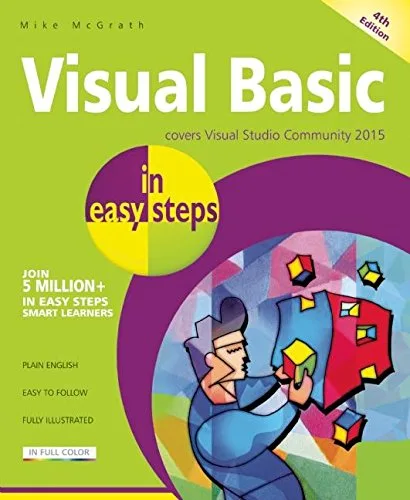 Mike McGrath
4th
Edition
Visual Basic
covers Visual Studio Community 2015
in
easy steps
JOIN
5 MILLION+
IN EASY STEPS
SMART LEARNERS
PLAIN ENGLISH
EASY TO FOLLOW
FULLY ILLUSTRATED
IN FULL COLOR